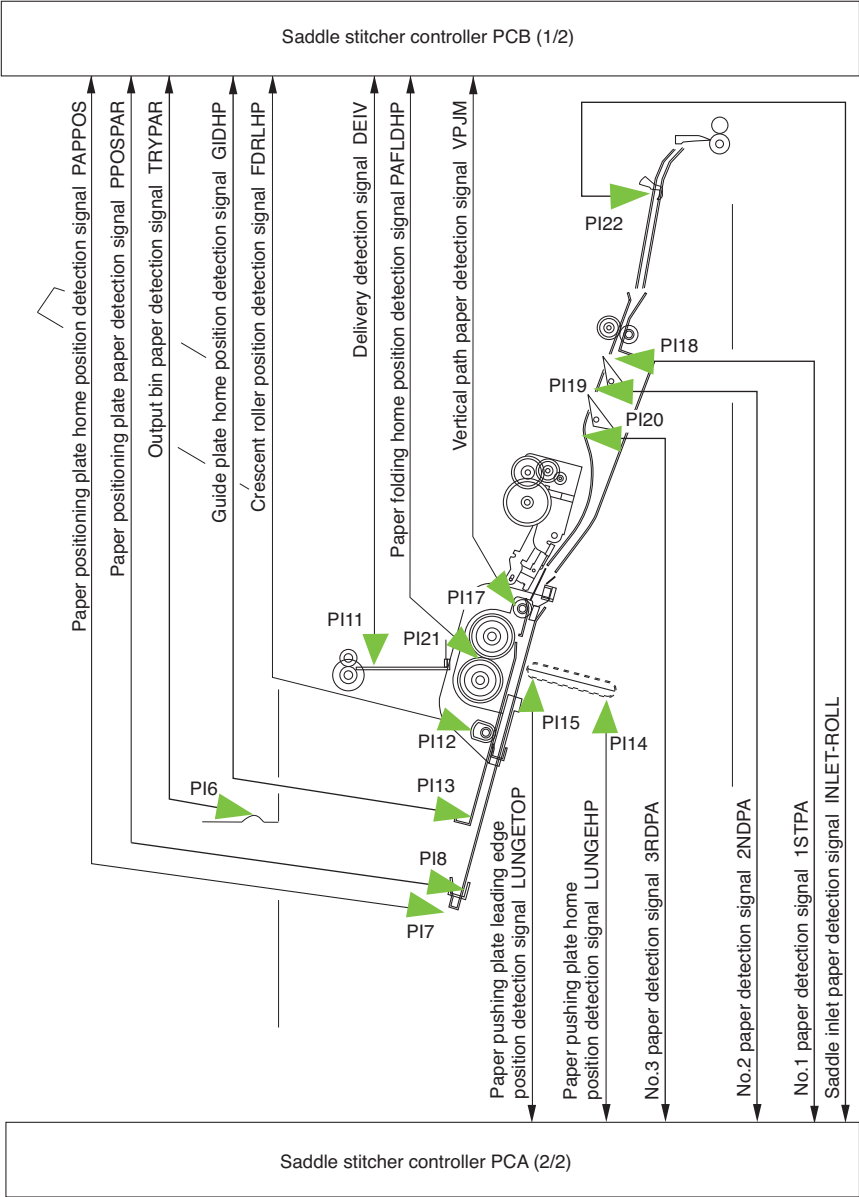 Saddle stitcher controller PCB (1/2)
Paper positioning plate home position detection signal PAPPOS
Paper positioning plate paper detection signal PPOSPAR
Output bin paper detection signal TRYPAR
Guide plate home position detection signal GIDHP
Crescent roller position detection signal FDRLHP
Delivery detection signal DEIV
Paper folding home position detection signal PAFLDHP
Vertical path paper detection signal VPJM
PI22
PI18
PI19
PI20
PI17
PI11
PI21
PI15
PI14
PI12
PI13
PI6
PI8
PI7
Paper pushing plate leading edge
position detection signal LUNGETOP
Paper pushing plate home
position detection signal LUNGEHP
No.3 paper detection signal 3RDPA
No.2 paper detection signal 2NDPA
No.1 paper detection signal 1STPA
Saddle inlet paper detection signal INLET-ROLL
Saddle stitcher controller PCA (2/2)